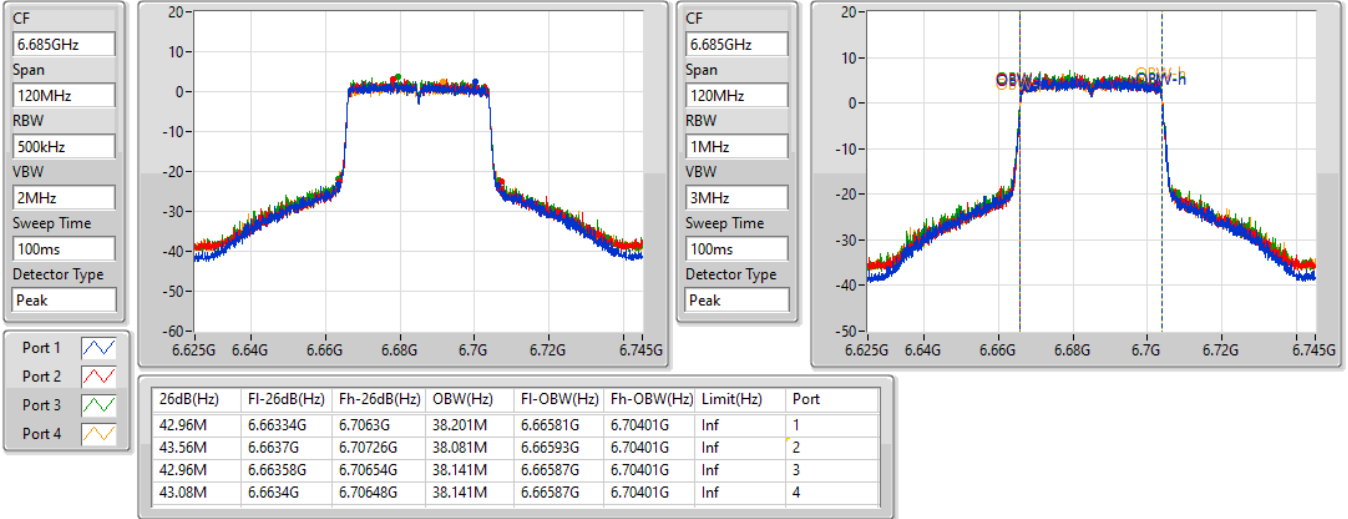 CF
6.685GHz
Span
120MHz
RBW
500kHz
VBW
2MHz
Sweep Time
100ms
Detector Type
Peak
20
10
0
-10
-20
-30
-40
-50
-60
6.625G 6.64G 6.66G 6.68G 6.7G 6.72G 6.745G
CF
6.685GHz
Span
120MHz
RBW
1MHz
VBW
3MHz
Sweep Time
100ms
Detector Type
Peak
20
10
0
-10
-20
-30
-40
-50
OBW-h
6.625G 6.64G 6.66G 6.68G 6.7G 6.72G 6.745G
Port 1
Port 2
Port 3
Port 4
26dB(Hz) Fl-26dB(Hz) Fh-26dB(Hz) OBW(Hz) Fl-OBW(Hz) Fh-OBW(Hz) Limit(Hz) Port
42.96M 6.66334G 6.7063G 38.201M 6.66581G 6.70401G Inf 1
43.56M 6.6637G 6.70726G 38.081M 6.66593G 6.70401G Inf 2
42.96M 6.66358G 6.70654G 38.141M 6.66587G 6.70401G Inf 3
43.08M 6.6634G 6.70648G 38.141M 6.66587G 6.70401G Inf 4